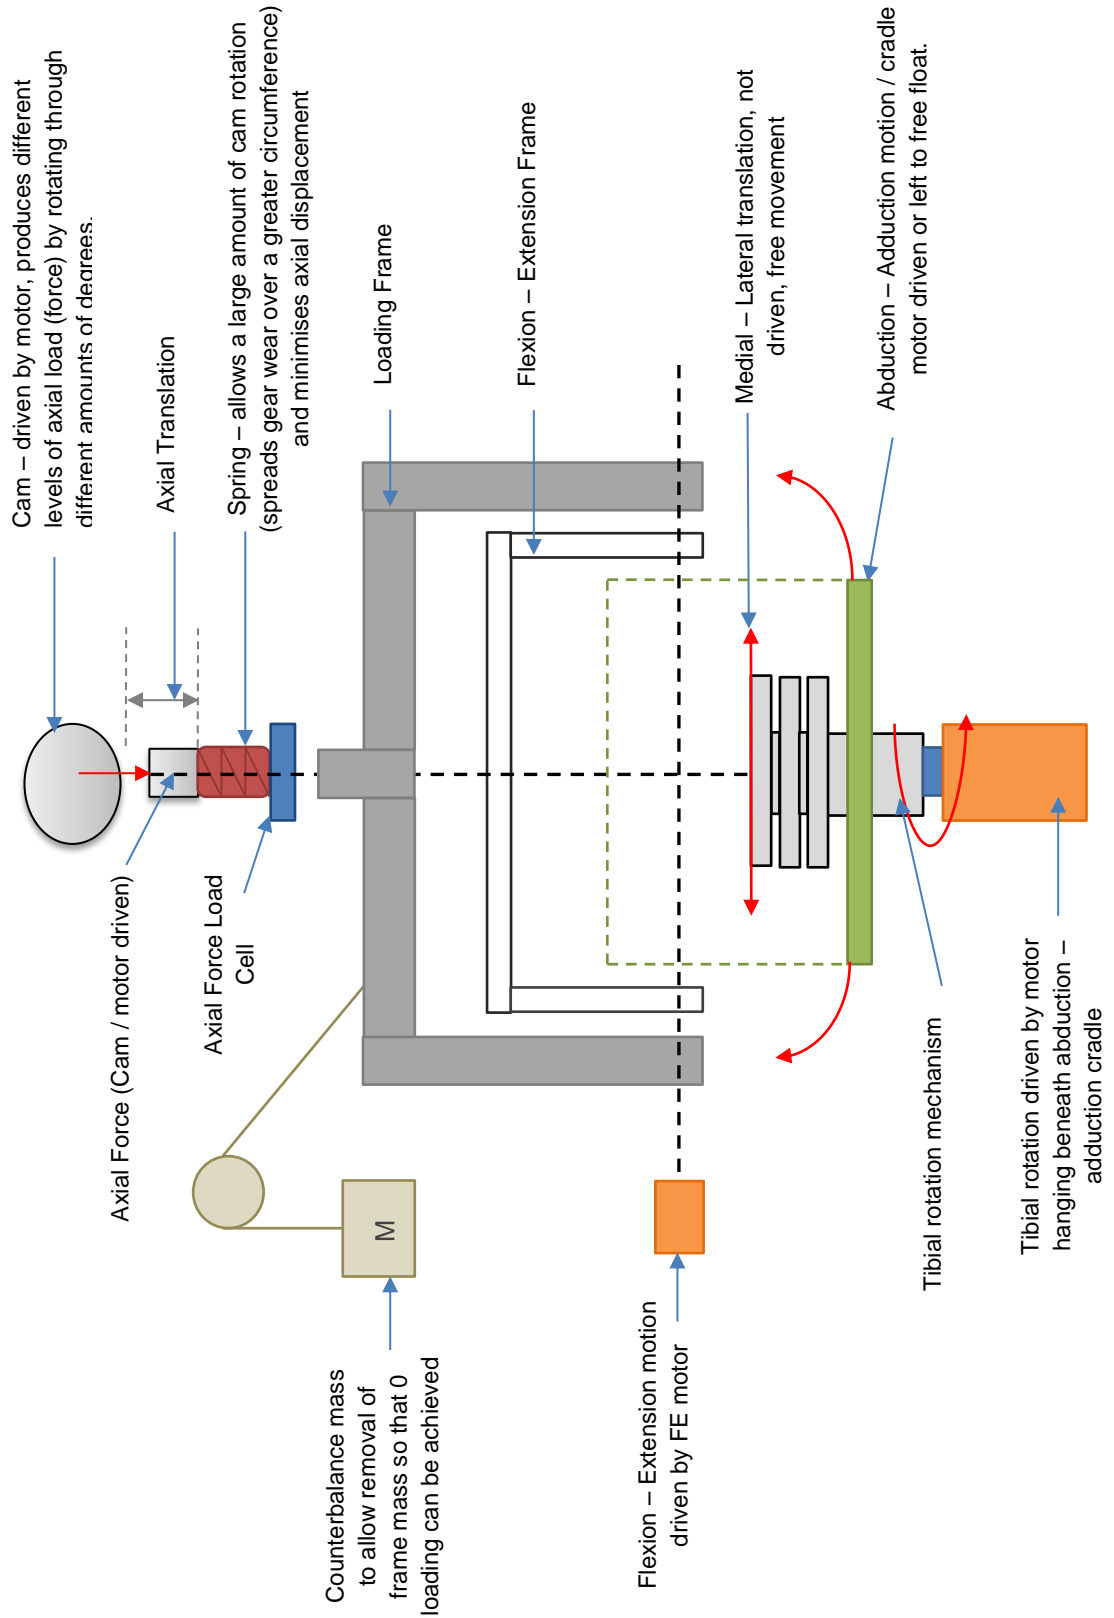 Cam – driven by motor, produces different
levels of axial load (force) by rotating through
different amounts of degrees.
Axial Translation
Spring – allows a large amount of cam rotation
(spreads gear wear over a greater circumference)
and minimises axial displacement
Loading Frame
Flexion – Extension Frame
Medial – Lateral translation, not
driven, free movement
Abduction – Adduction motion / cradle
motor driven or left to free float.
Axial Force (Cam / motor driven)
Axial Force Load
Cell
M
Counterbalance mass
to allow removal of
frame mass so that 0
loading can be achieved
Flexion – Extension motion
driven by FE motor
Tibial rotation mechanism
Tibial rotation driven by motor
hanging beneath abduction –
adduction cradle